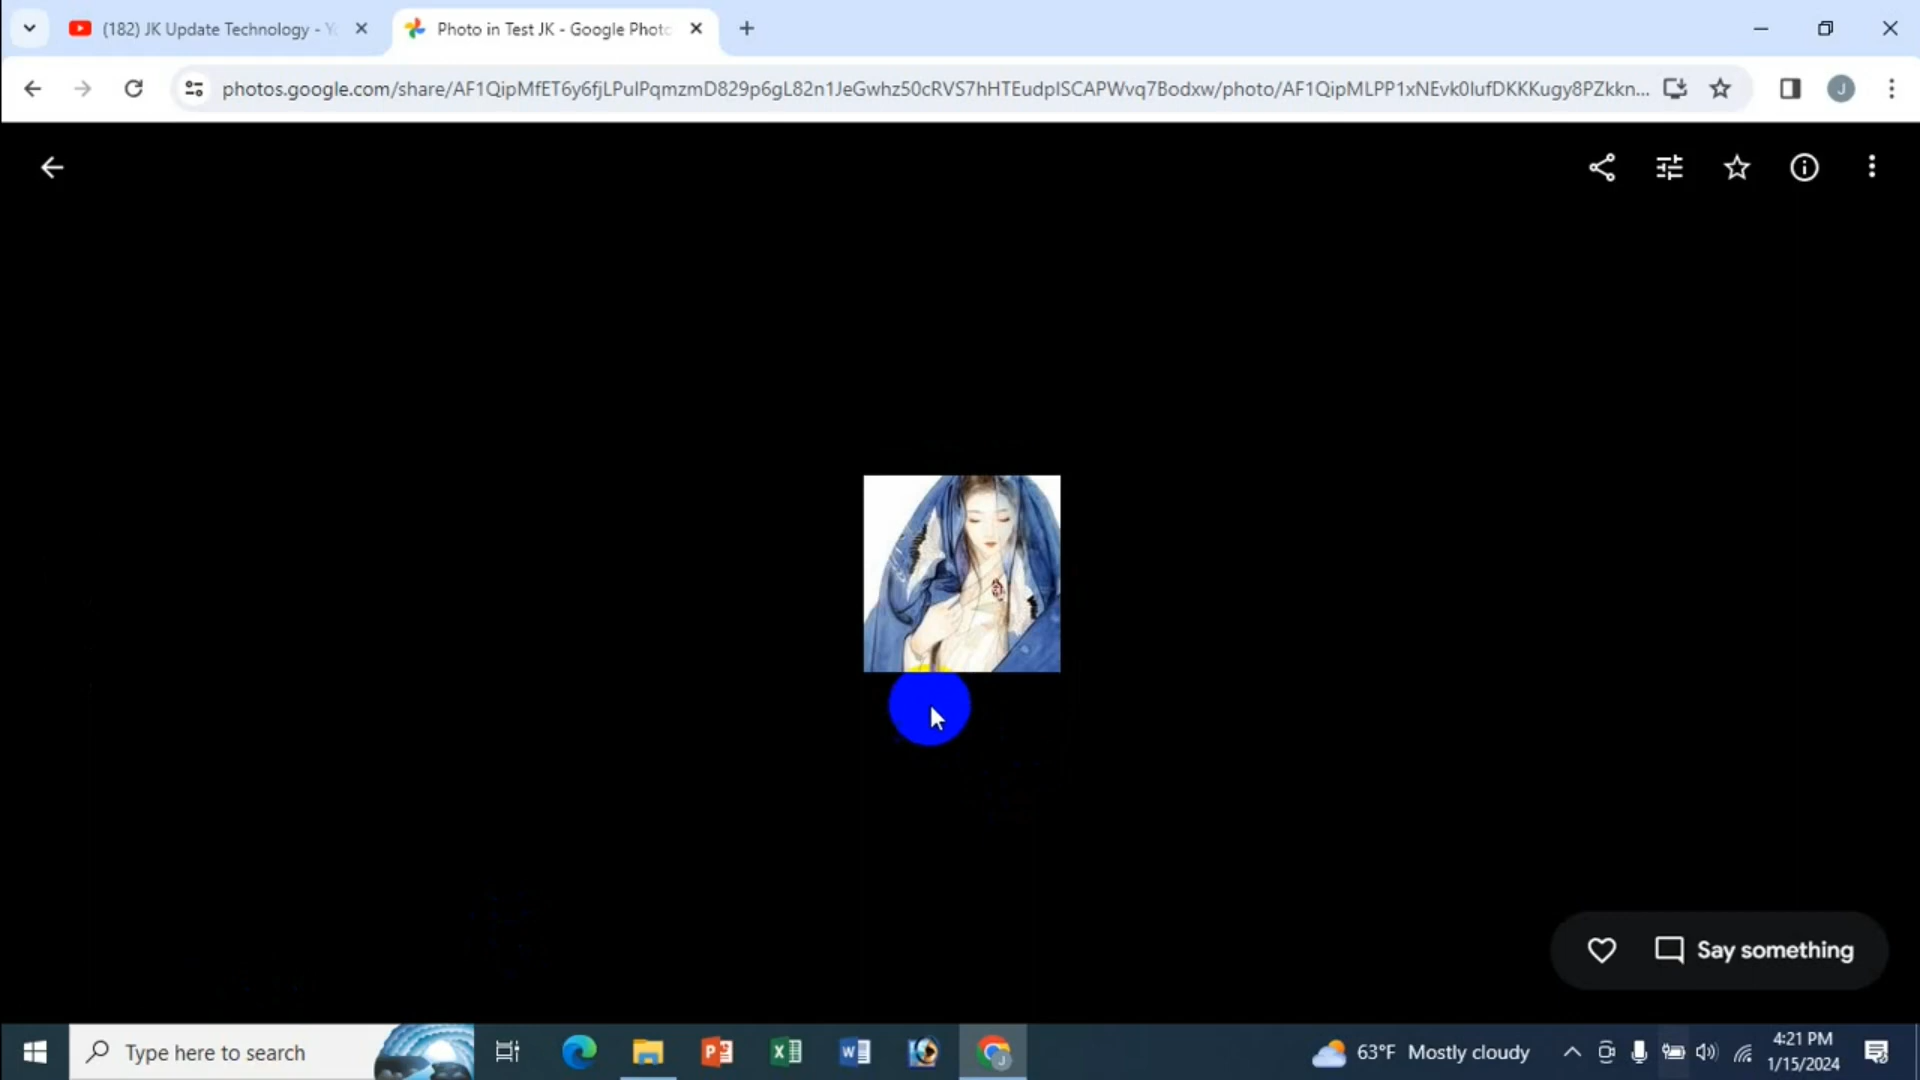 (182) JK Update Technology - Y
Photo in Test JK - Google Photo
photos.google.com/share/AF1QipMfET6y6fjLPulPqmzmD829p6gL82n1JeGwhz50cRVS7hHTEudpISCAPWvq7Bodxw/photo/AF1QipMLPP1xNEvk0lufDKKKugy8PZkkn...
J
Say something
Type here to search
63°F Mostly cloudy
4:21 PM
1/15/2024